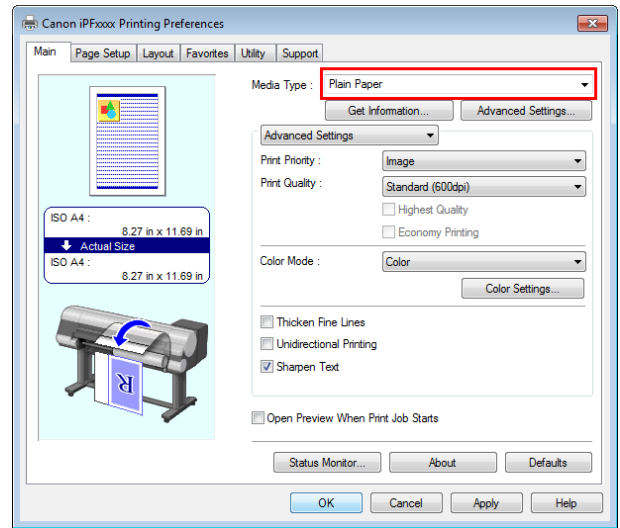 Canon iPFxxxx Printing Preferences
Main Page Setup Layout Favorites Utility Support
Media Type : Plain Paper
Get Information... Advanced Settings...
Advanced Settings
Print Priority : Image
Print Quality : Standard (600dpi)
Highest Quality
Economy Printing
ISO A4 :
8.27 in x 11.69 in
Actual Size
ISO A4 :
8.27 in x 11.69 in
Color Mode : Color
Color Settings...
Thicken Fine Lines
Unidirectional Printing
Sharpen Text
R
Open Preview When Print Job Starts
Status Monitor... About Defaults
OK Cancel Apply Help